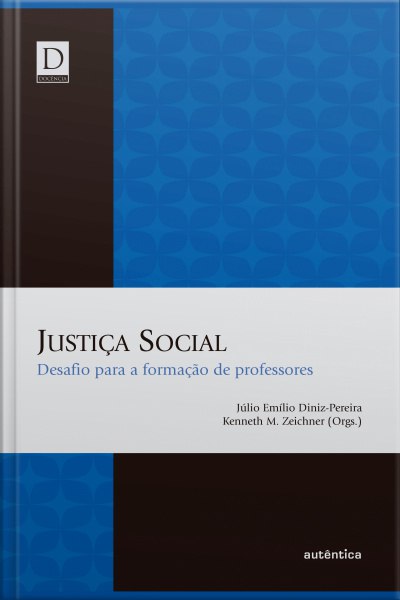 D
DOCÊNCIA
JUSTIÇA SOCIAL
Desafio para a formação de professores
Júlio Emílio Diniz-Pereira
Kenneth M. Zeichner (Orgs.)
autêntica